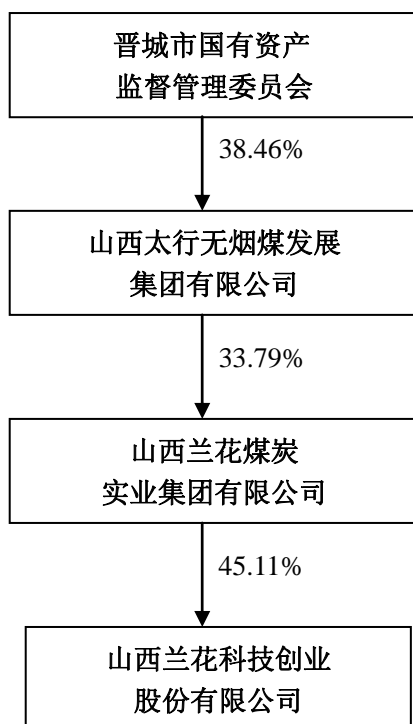 晋城市国有资产
监督管理委员会
38.46%
山西太行无烟煤发展
集团有限公司
33.79%
山西兰花煤炭
实业集团有限公司
45.11%
山西兰花科技创业
股份有限公司